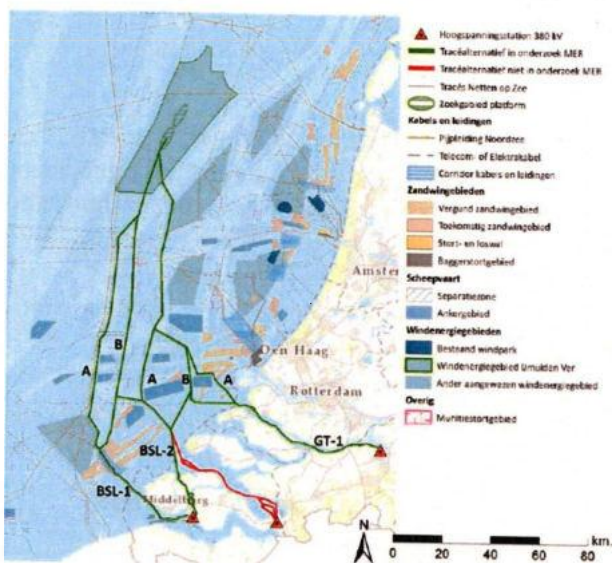 Hoogspanningsstation 380 kV
Tracéalternatief in onderzoek MER
Tracéalternatief niet in onderzoek MER
Tracés Netten op Zee
Zoekgebied platform
Kabels en leidingen
Pijpleiding Noordzee
Telecom- of Elektrakabel
Corridor kabels en leidingen
Zandwingebieden
Vergund zandwingebied
Toekomstig zandwingebied
Stort- en loswal
Baggerstortgebied
Scheepvaart
Separatiezone
Ankergebied
Windenergiegebieden
Bestaand windpark
Windenergiegebied IJmuiden Ver
Ander aangewezen windenergiegebied
Overig
Munitiestortgebied
Amster
Den Haag
Rotterdam
A
B
A
B
A
GT-1
BSL-2
BSL-1
Middelburg
N
km.
0 20 40 60 80